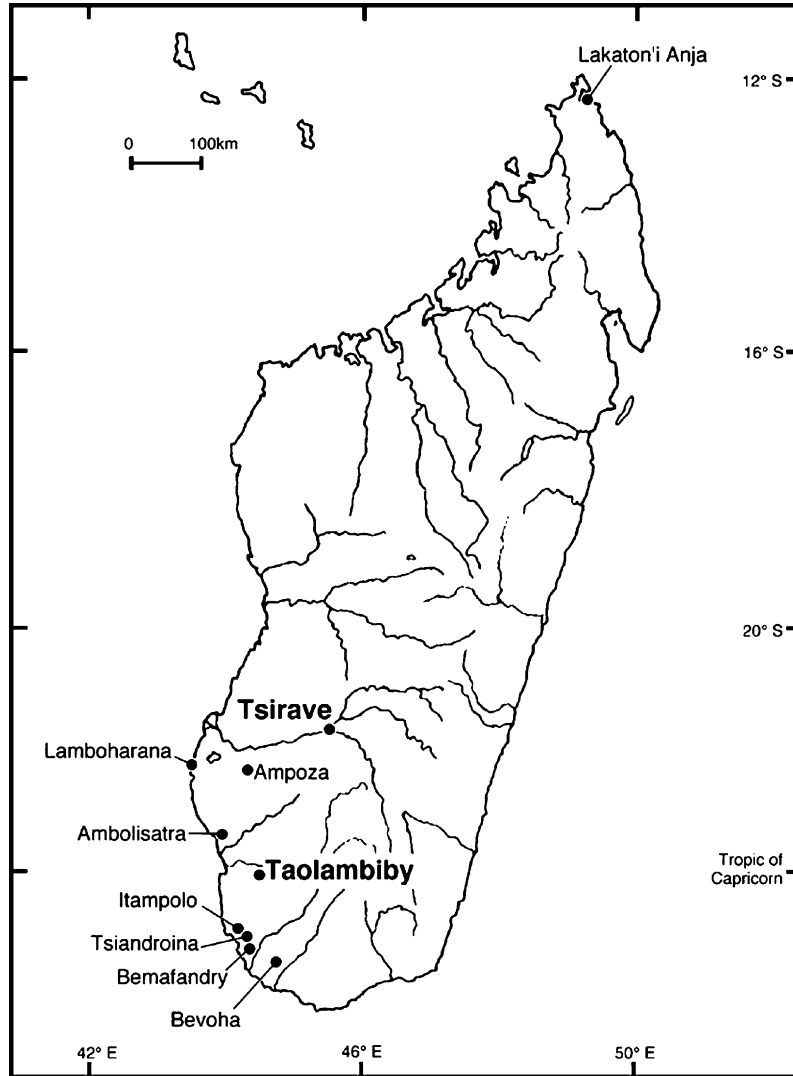 Lakaton'i Anja
12° S
0 100km
16° S
20° S
Tsirave
Lamboharana
Ampoza
Ambolisatra
Taolambiby
Tropic of
Capricorn
Itampolo
Tsiandroina
Bemafandry
Bevoha
42° E 46° E 50° E